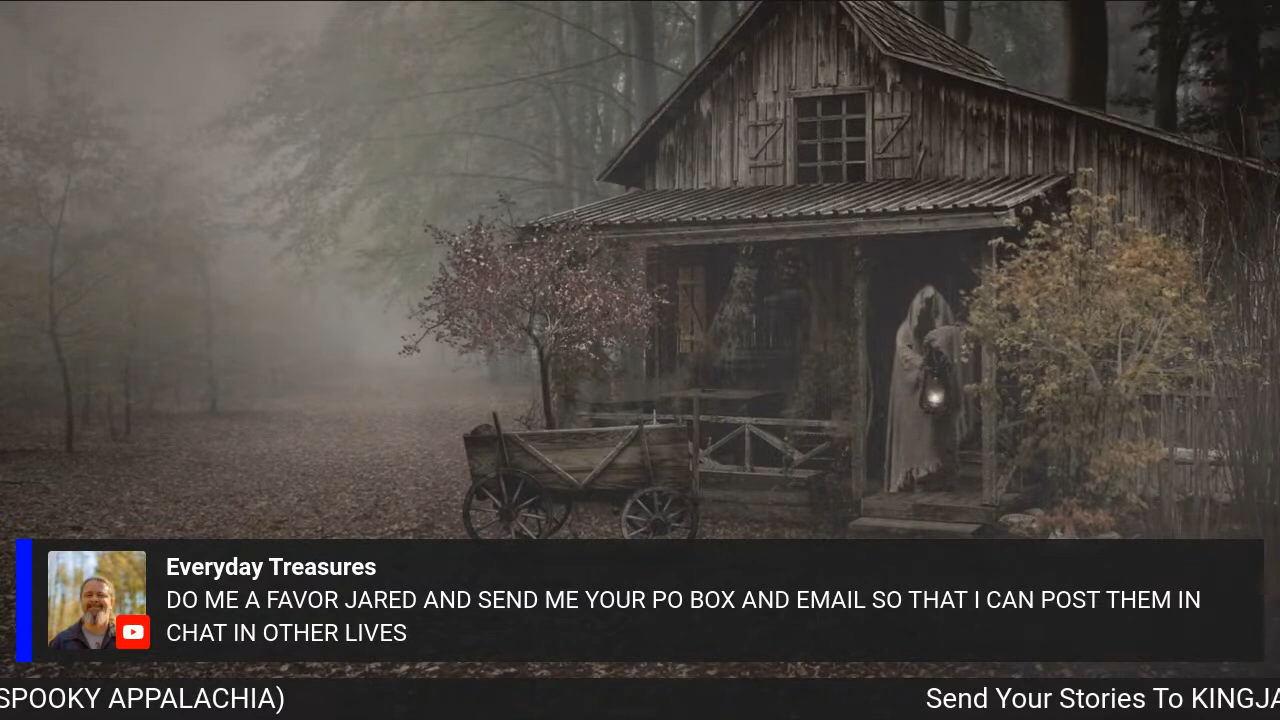 Everyday Treasures
DO ME A FAVOR JARED AND SEND ME YOUR PO BOX AND EMAIL SO THAT I CAN POST THEM IN
CHAT IN OTHER LIVES
SPOOKY APPALACHIA) Send Your Stories To KINGJA